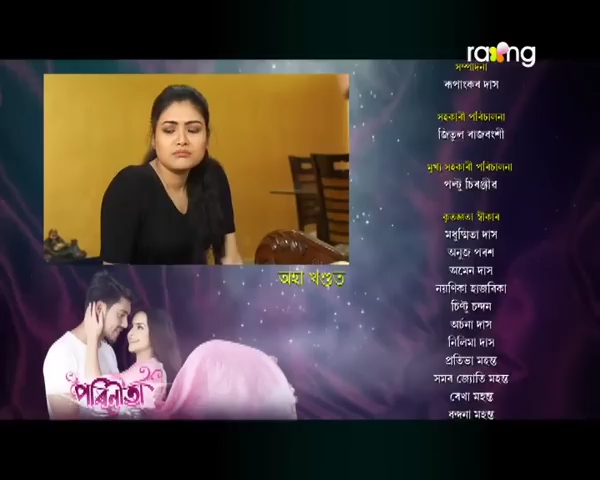 rang
সম্পাদনা
ৰূপাংকৰ দাস
সহকাৰী পৰিচালনা
জিতুল ৰাজবংশী
মুখ্য সহকাৰী পৰিচালনা
পল্টু চিৰঞ্জীৱ
কৃতজ্ঞতা স্বীকাৰ
মধুস্মিতা দাস
অনুজ পৰশ
অমেন দাস
নয়ণিকা হাজৰিকা
চিণ্টু চন্দন
অৰ্চনা দাস
নিলিমা দাস
প্ৰতিভা মহন্ত
সমৰ জ্যোতি মহন্ত
ৰেখা মহন্ত
বন্দনা মহন্ত
অহা খণ্ডত
পৰিনীতা